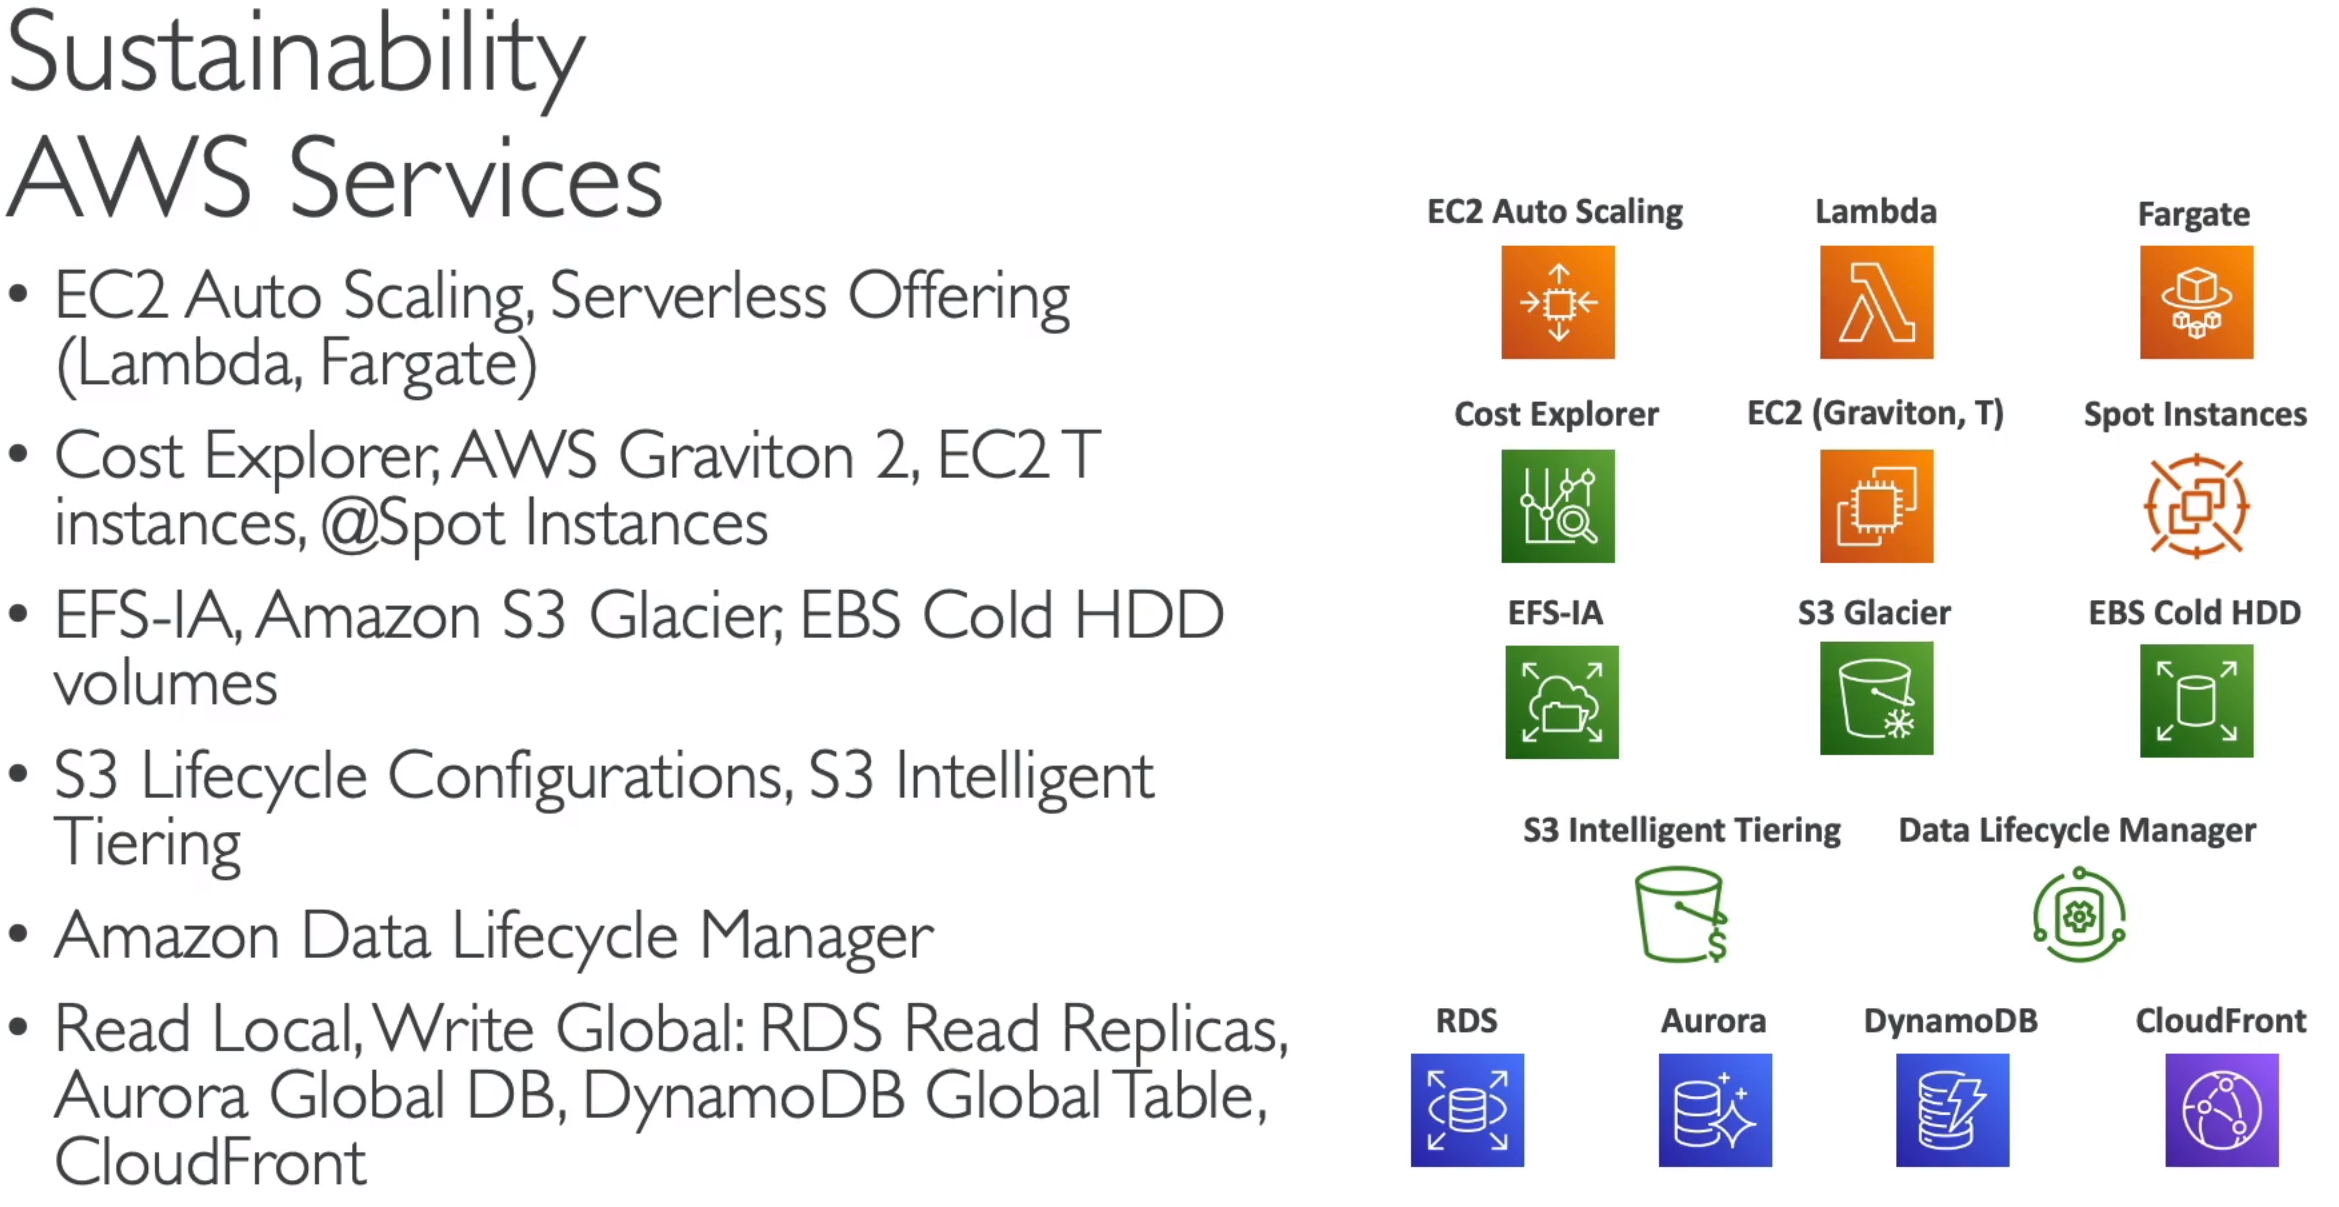 Sustainability
AWS Services
• EC2 Auto Scaling, Serverless Offering
(Lambda, Fargate)
• Cost Explorer, AWS Graviton 2, EC2 T
instances, @Spot Instances
• EFS-IA, Amazon S3 Glacier, EBS Cold HDD
volumes
• S3 Lifecycle Configurations, S3 Intelligent
Tiering
• Amazon Data Lifecycle Manager
• Read Local, Write Global: RDS Read Replicas,
Aurora Global DB, DynamoDB Global Table,
CloudFront
EC2 Auto Scaling Lambda Fargate
Cost Explorer EC2 (Graviton, T) Spot Instances
EFS-IA S3 Glacier EBS Cold HDD
S3 Intelligent Tiering Data Lifecycle Manager
RDS Aurora DynamoDB CloudFront